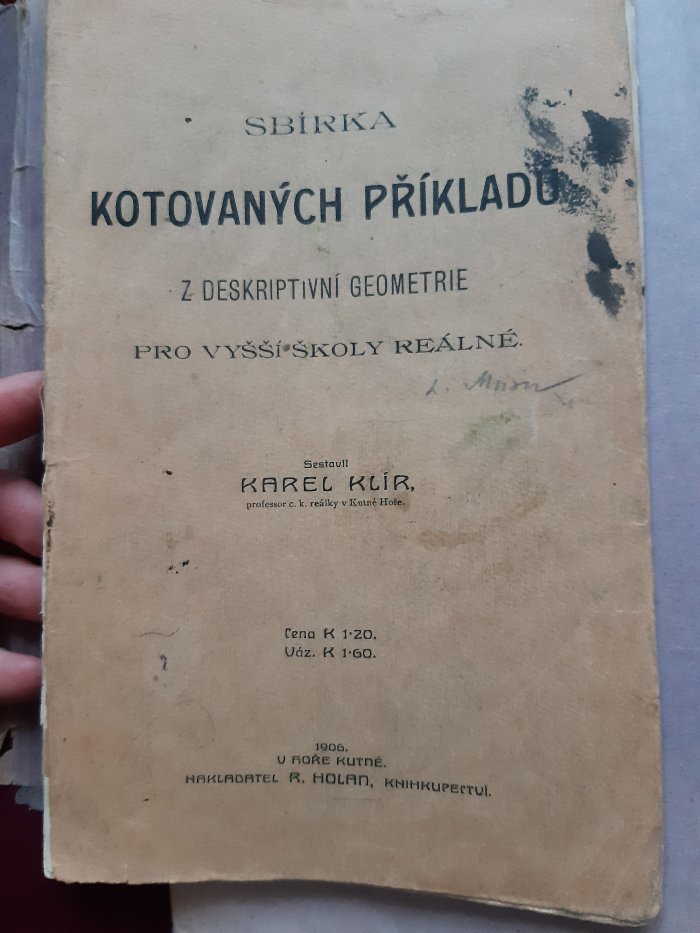 SBÍRKA
KOTOVANÝCH PŘÍKLADŮ
Z DESKRIPTIVNÍ GEOMETRIE
PRO VYŠŠÍ ŠKOLY REÁLNÉ.
Sestavil
KAREL KLÍR,
professor c. k. reálky v Kutné Hoře.
Cena K 1·20.
Váz. K 1·60.
1906.
V HOŘE KUTNÉ.
NAKLADATEL R. HOLAN, KNIHKUPECTVÍ.